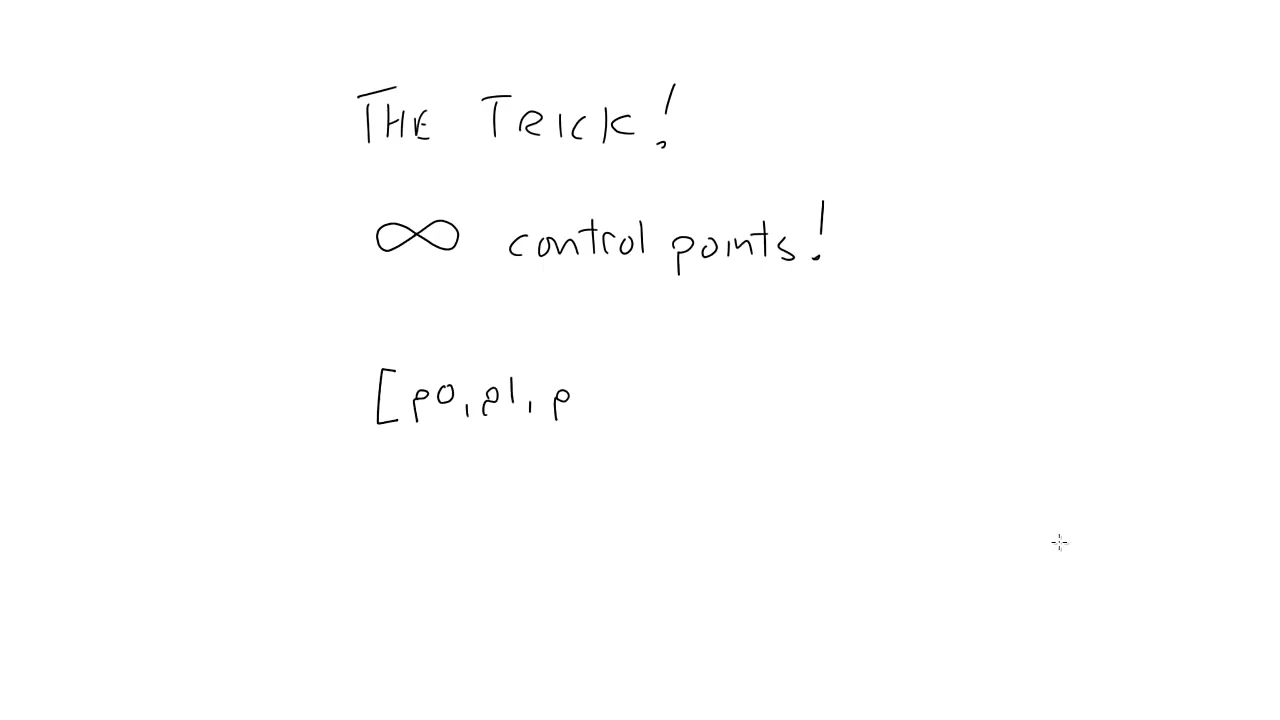 THE TRICK!
∞ control points!
[p0, p1, p